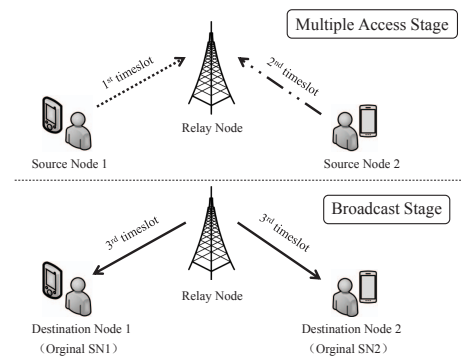 Multiple Access Stage
1st timeslot
2nd timeslot
Relay Node
Source Node 1
Source Node 2
Broadcast Stage
3rd timeslot
3rd timeslot
Relay Node
Destination Node 1
(Orginal SN1)
Destination Node 2
(Orginal SN2)